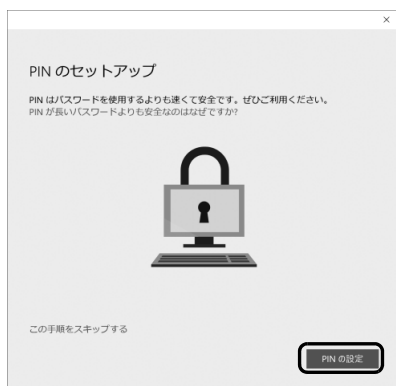 PIN のセットアップ
PIN はパスワードを使用するよりも速くて安全です。ぜひご利用ください。
PIN が長いパスワードよりも安全なのはなぜですか?
この手順をスキップする
PIN の設定